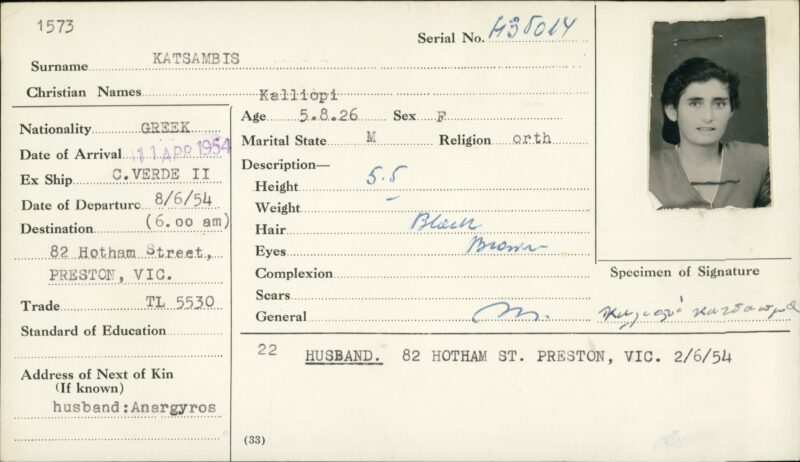 1573
Serial No. H35014
Surname KATSAMBIS
Christian Names Kalliopi
Nationality GREEK
Date of Arrival 11 APR 1954
Ex Ship C.VERDE II
Date of Departure 8/6/54
Destination (6.00 am)
82 Hotham Street,
PRESTON, VIC.
Trade TL 5530
Standard of Education
Address of Next of Kin
(If known)
husband:Anargyros
Age 5.8.26 Sex F
Marital State M Religion orth
Description—
Height 5.5
Weight -
Hair Black
Eyes Brown
Complexion
Scars
General
Specimen of Signature
22 HUSBAND. 82 HOTHAM ST. PRESTON, VIC. 2/6/54
(33)